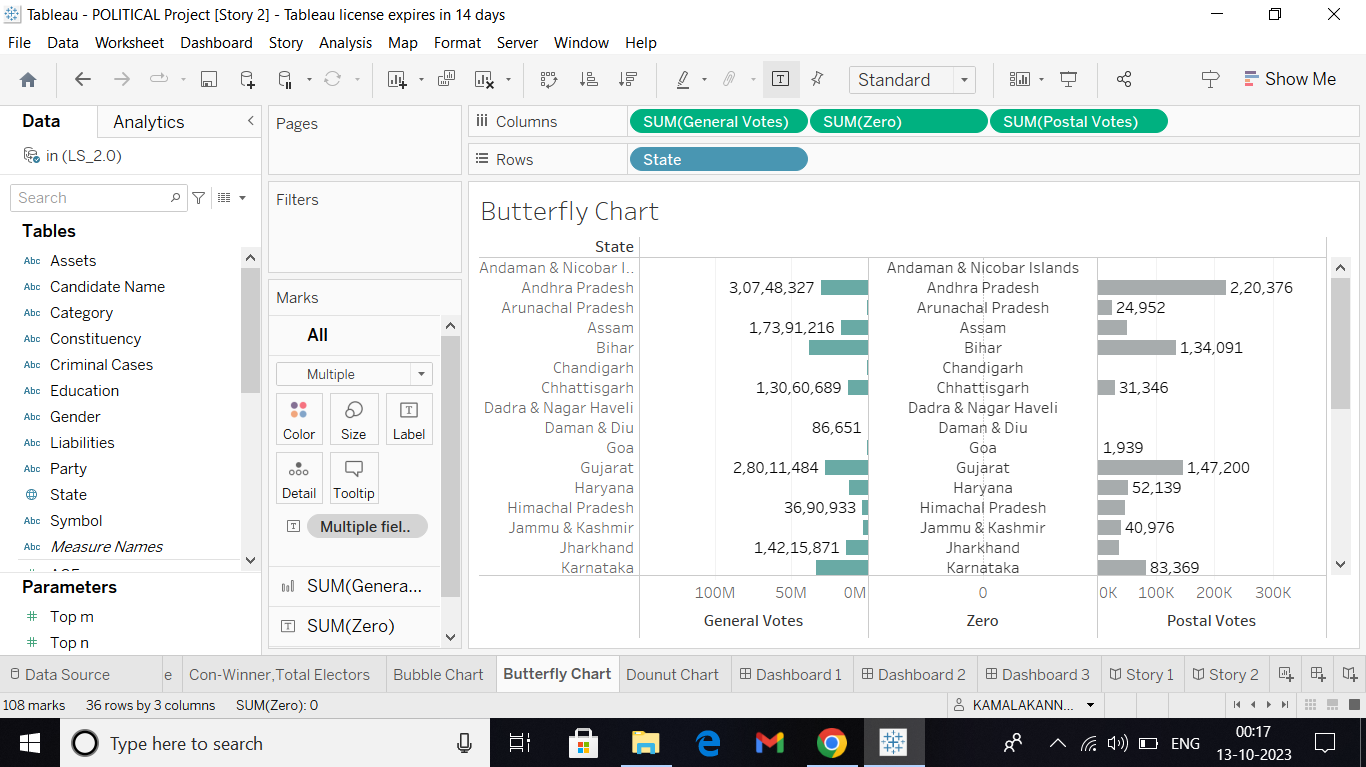 Tableau - POLITICAL Project [Story 2] - Tableau license expires in 14 days
File Data Worksheet Dashboard Story Analysis Map Format Server Window Help
Standard
Show Me
Data
Analytics
in (LS_2.0)
Search
Tables
Abc Assets
Abc Candidate Name
Abc Category
Abc Constituency
Abc Criminal Cases
Abc Education
Abc Gender
Abc Liabilities
Abc Party
State
Abc Symbol
Abc Measure Names
Parameters
# Top m
# Top n
Pages
Filters
Marks
All
Multiple
Color Size Label
Detail Tooltip
Multiple fiel..
SUM(Genera...
SUM(Zero)
Columns SUM(General Votes) SUM(Zero) SUM(Postal Votes)
Rows State
Butterfly Chart
State
Andaman & Nicobar I.. Andaman & Nicobar Islands
Andhra Pradesh 3,07,48,327 Andhra Pradesh 2,20,376
Arunachal Pradesh Arunachal Pradesh 24,952
Assam 1,73,91,216 Assam
Bihar Bihar 1,34,091
Chandigarh Chandigarh
Chhattisgarh 1,30,60,689 Chhattisgarh 31,346
Dadra & Nagar Haveli Dadra & Nagar Haveli
Daman & Diu 86,651 Daman & Diu
Goa Goa 1,939
Gujarat 2,80,11,484 Gujarat 1,47,200
Haryana Haryana 52,139
Himachal Pradesh 36,90,933 Himachal Pradesh
Jammu & Kashmir Jammu & Kashmir 40,976
Jharkhand 1,42,15,871 Jharkhand
Karnataka Karnataka 83,369
100M 50M 0M 0 0K 100K 200K 300K
General Votes Zero Postal Votes
Data Source e Con-Winner,Total Electors Bubble Chart Butterfly Chart Dounut Chart Dashboard 1 Dashboard 2 Dashboard 3 Story 1 Story 2
108 marks 36 rows by 3 columns SUM(Zero): 0 KAMALAKANN...
Type here to search
ENG
00:17
13-10-2023